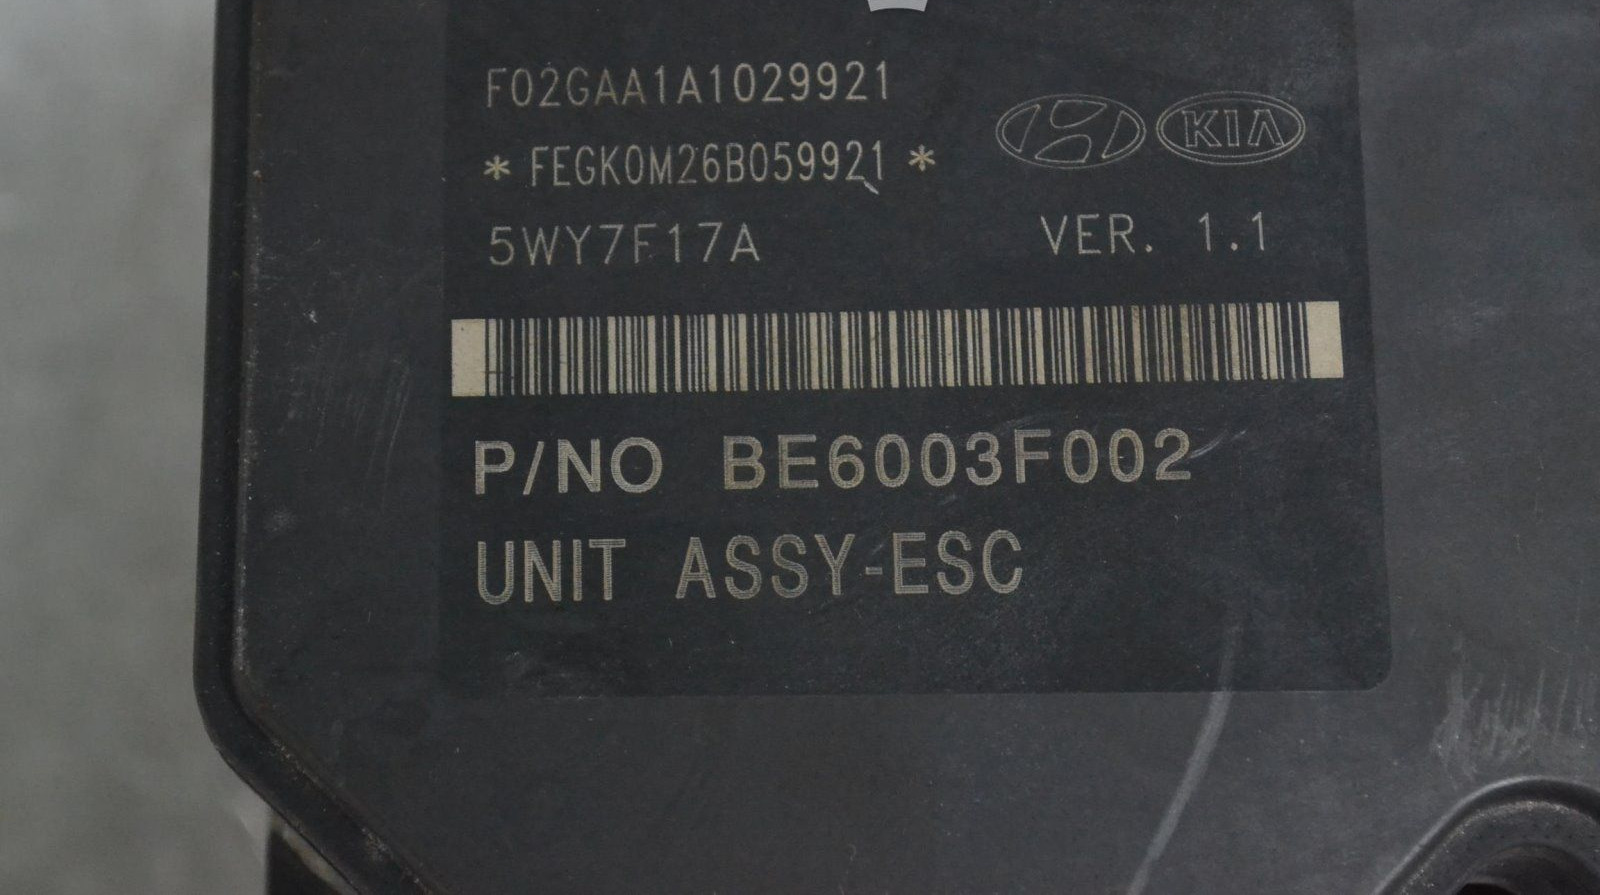 F02GAA1A1029921
* FEGK0M26B059921 *
KIA
5WY7F17A VER. 1.1
P/NO BE6003F002
UNIT ASSY-ESC